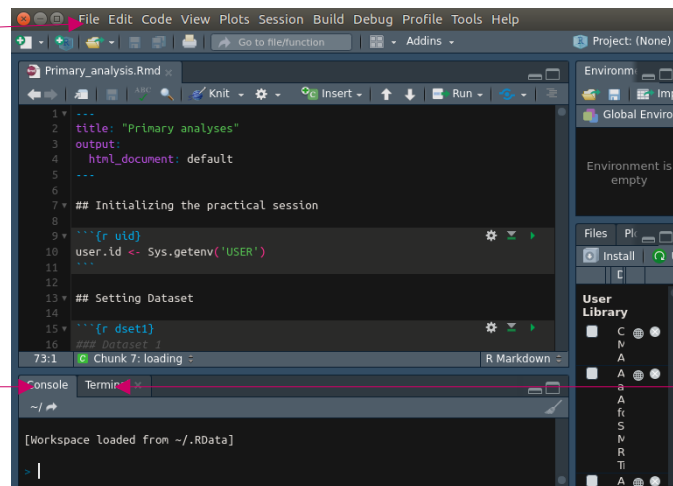 File Edit Code View Plots Session Build Debug Profile Tools Help
Go to file/function Addins Project: (None)
Primary_analysis.Rmd
ABC Knit Insert Run
1 ---
2 title: "Primary analyses"
3 output:
4 html_document: default
5 ---
6
7 ## Initializing the practical session
8
9 ```{r uid}
10 user.id <- Sys.getenv('USER')
11 ```
12
13 ## Setting Dataset
14
15 ```{r dset1}
16 ### Dataset 1
73:1 C Chunk 7: loading R Markdown
Console
~/
[Workspace loaded from ~/.RData]
>
Environm
Imp
Global Enviro
Environment is
empty
Files
Install
User
Library
C
M
A
A
a
A
fo
S
M
R
Ti
A